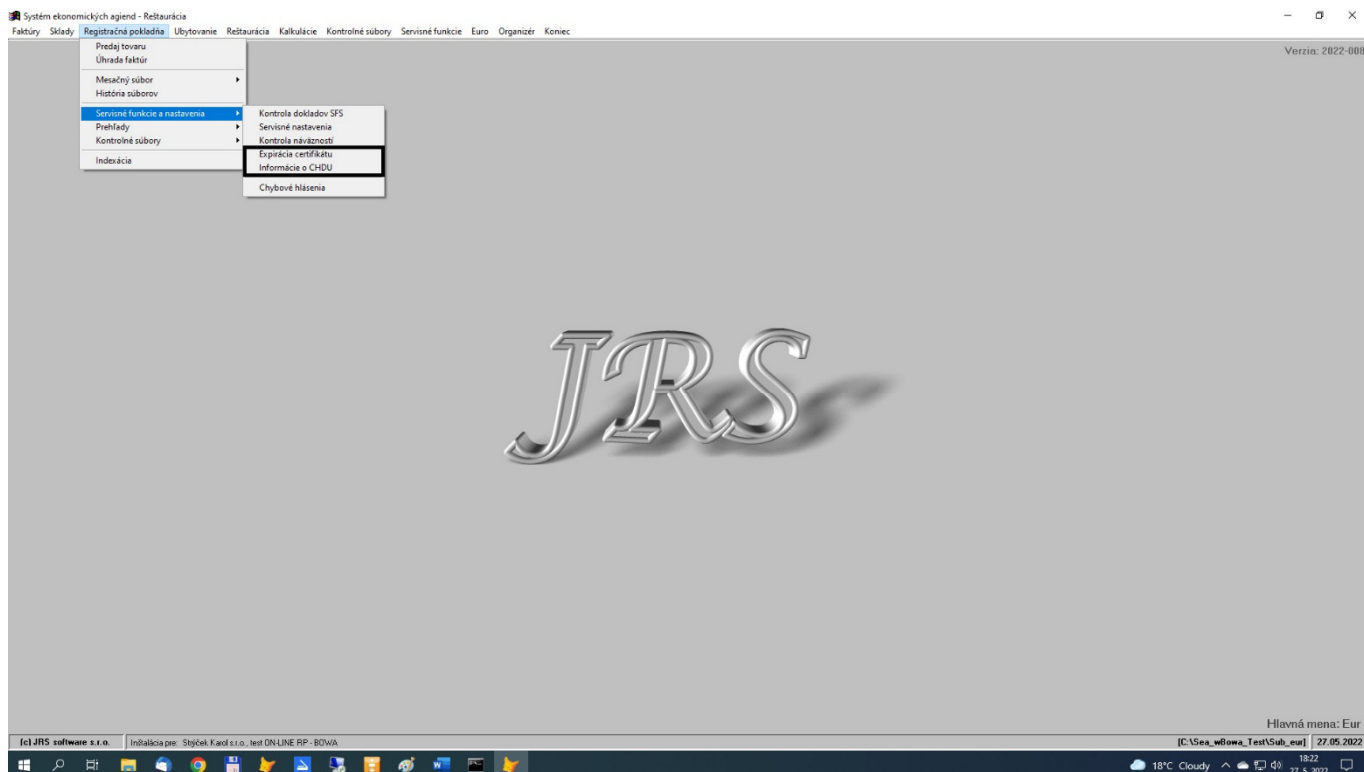 Systém ekonomických agiend - Reštaurácia
Faktúry Sklady Registračná pokladňa Ubytovanie Reštaurácia Kalkulácie Kontrolné súbory Servisné funkcie Euro Organizér Koniec
Verzia: 2022-008
Predaj tovaru
Úhrada faktúr
Mesačný súbor
História súborov
Servisné funkcie a nastavenia
Prehľady
Kontrolné súbory
Indexácia
Kontrola dokladov SFS
Servisné nastavenia
Kontrola náväzností
Expirácia certifikátu
Informácie o CHDU
Chybové hlásenia
JRS
Hlavná mena: Eur
(c) JRS software s.r.o. Inštalácia pre: Strýček Karol s.r.o., test ON-LINE RP - BOWA [C:\Sea_wBowa_Test\Sub_eur] 27.05.2022
18°C Cloudy 18:22
27. 5. 2022